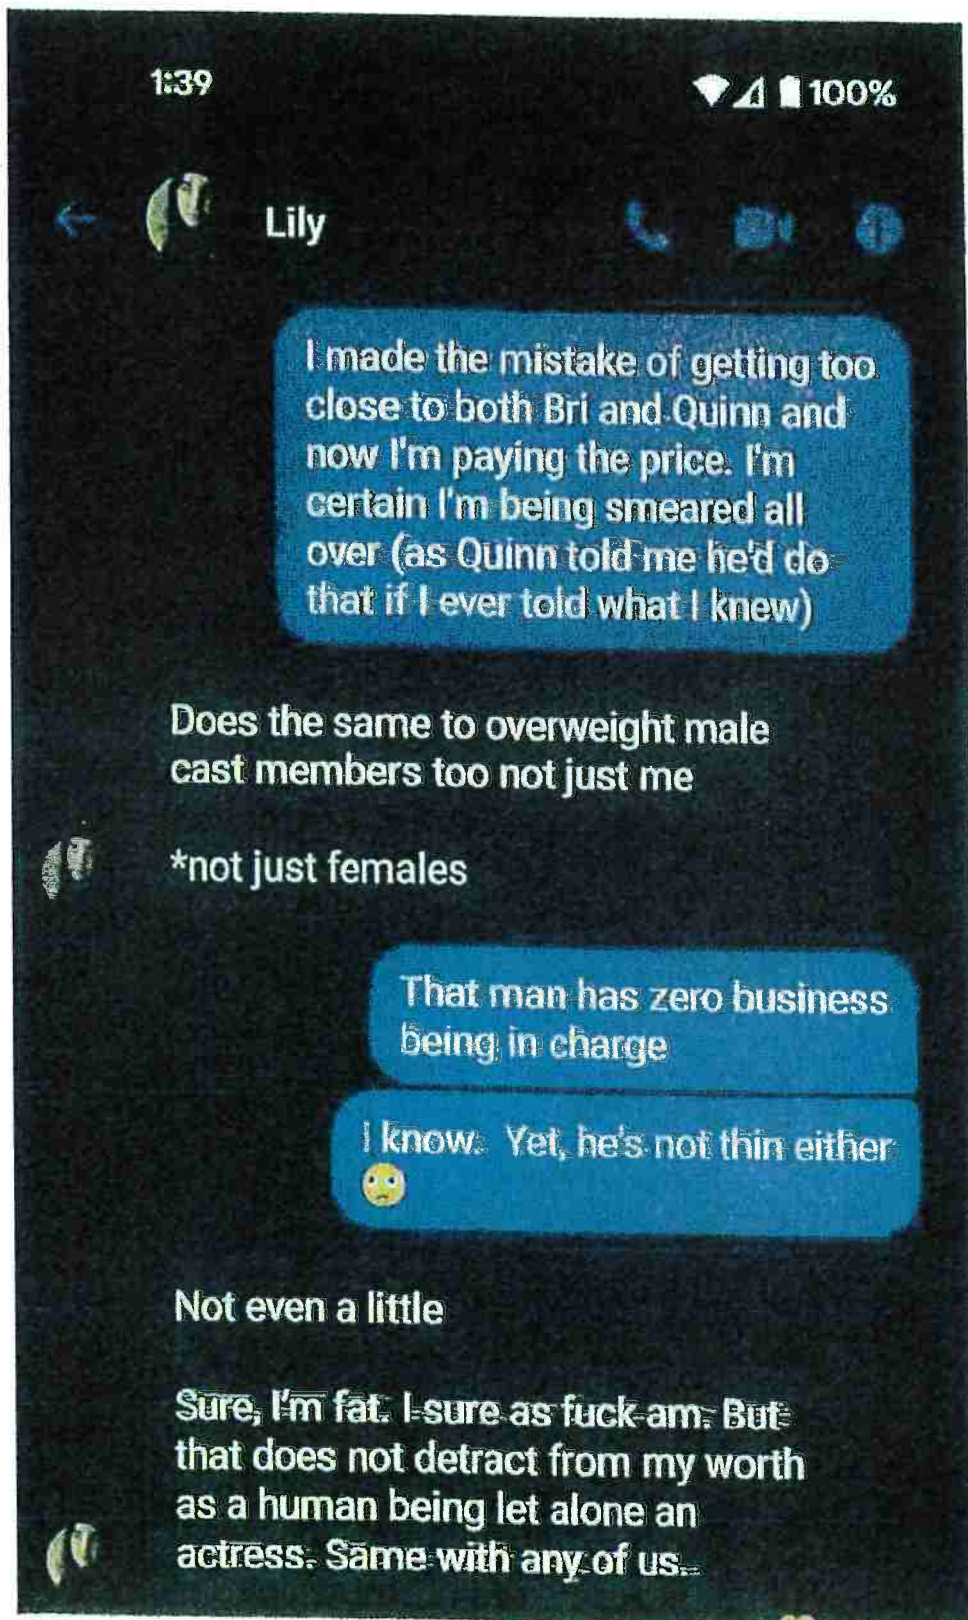 1:39
100%
Lily
I made the mistake of getting too
close to both Bri and Quinn and
now I'm paying the price. I'm
certain I'm being smeared all
over (as Quinn told me he'd do
that if I ever told what I knew)
Does the same to overweight male
cast members too not just me
*not just females
That man has zero business
being in charge
I know. Yet, he's not thin either
🙄
Not even a little
Sure, I'm fat. I sure as fuck am. But
that does not detract from my worth
as a human being let alone an
actress. Same with any of us.